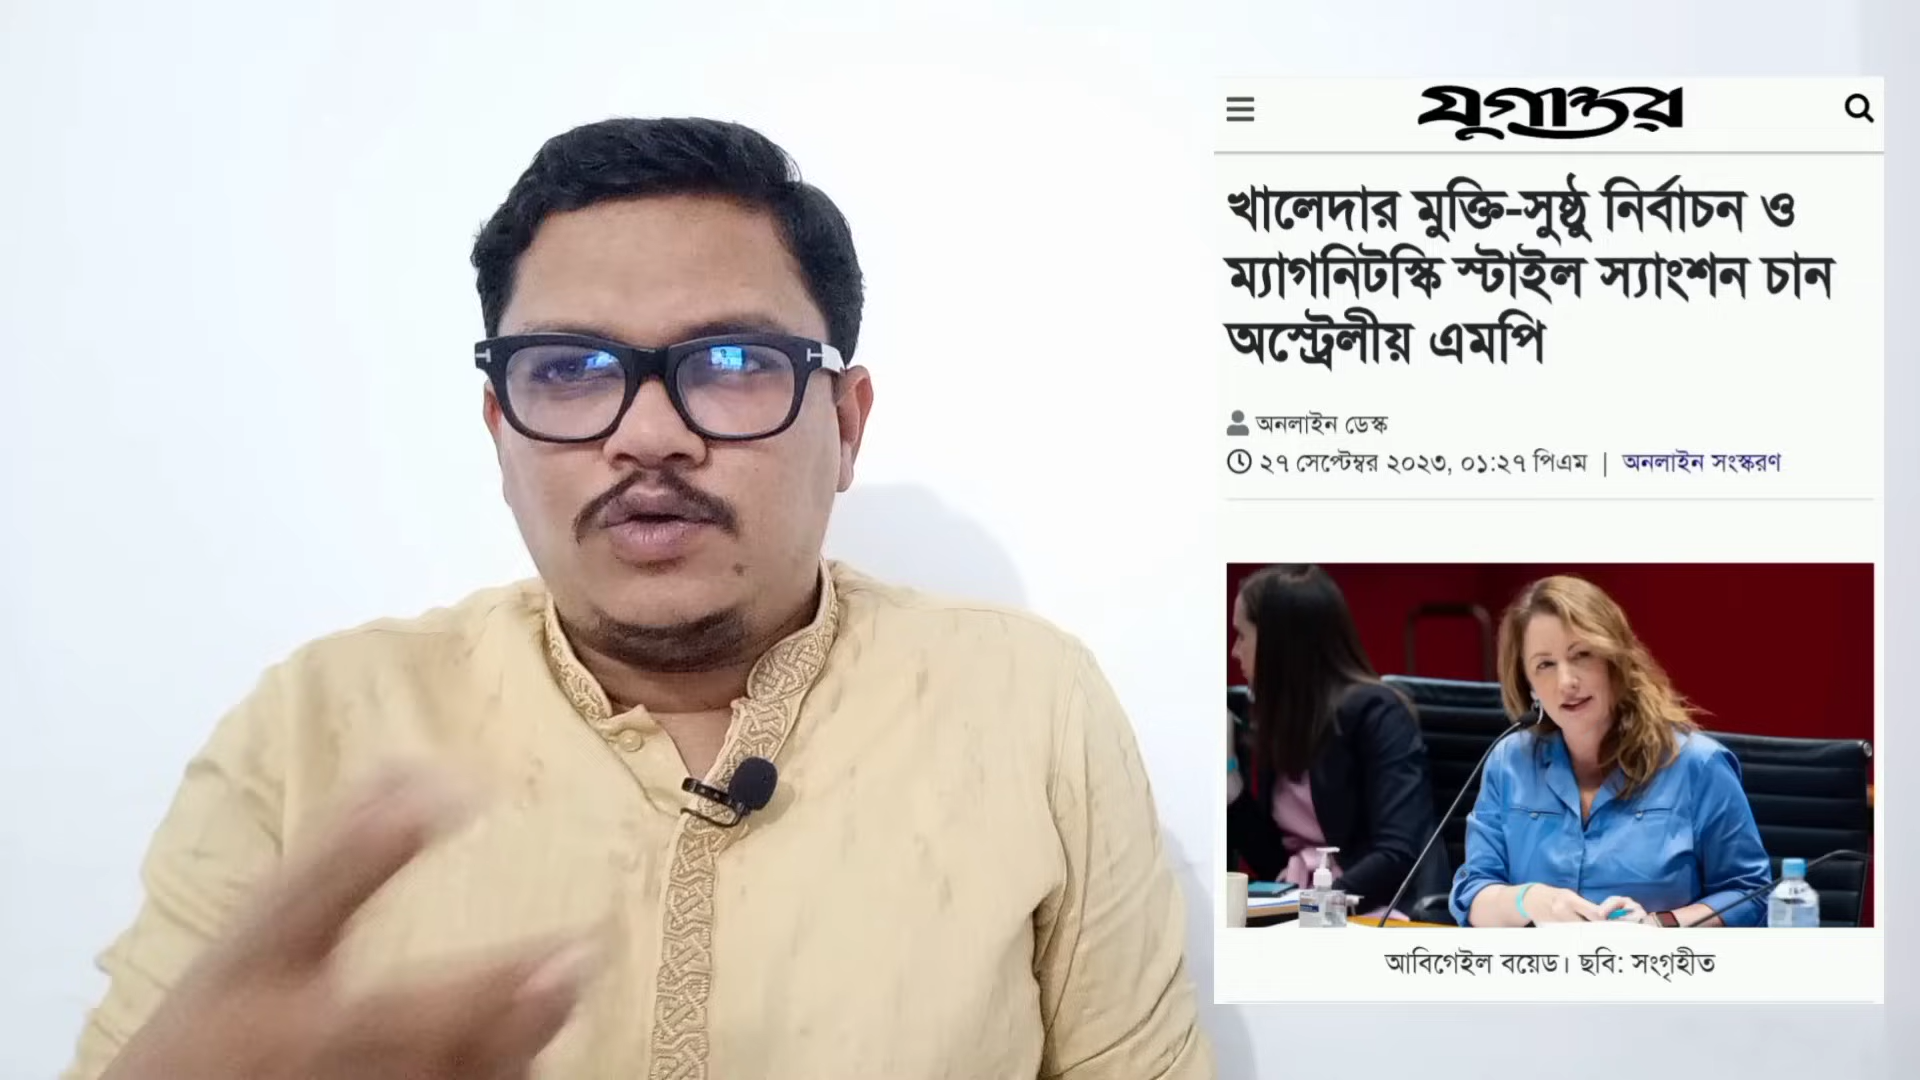 যুগান্তর
খালেদার মুক্তি-সুষ্ঠু নির্বাচন ও
ম্যাগনিটস্কি স্টাইল স্যাংশন চান
অস্ট্রেলীয় এমপি
অনলাইন ডেস্ক
২৭ সেপ্টেম্বর ২০২৩, ০১:২৭ পিএম | অনলাইন সংস্করণ
আবিগেইল বয়েড। ছবি: সংগৃহীত